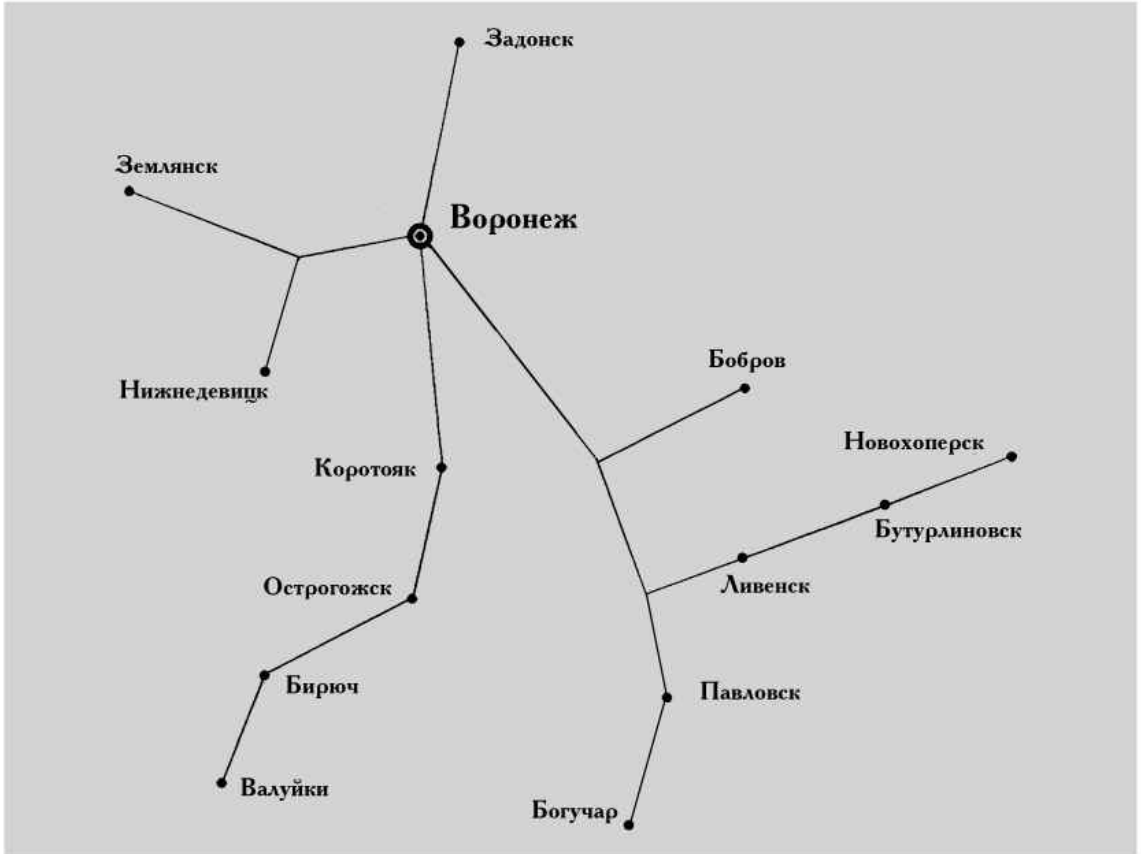 Задонск
Землянск
Воронеж
Бобров
Нижнедевицк
Новохоперск
Коротояк
Бутурлиновск
Острогожск
Ливенск
Бирюч
Павловск
Валуйки
Богучар